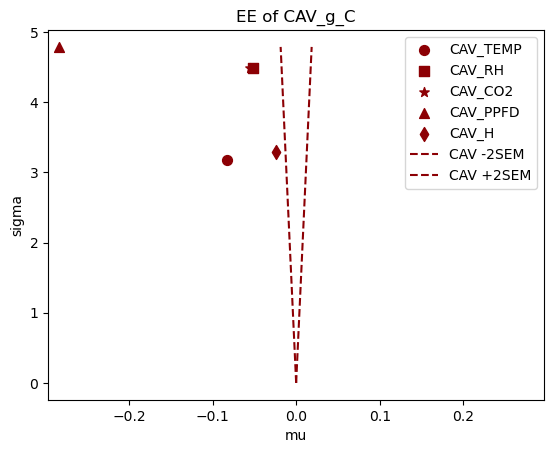 EE of CAV_g_C
5
4
3
2
1
0
sigma
−0.2
−0.1
0.0
0.1
0.2
mu
CAV_TEMP
CAV_RH
CAV_CO2
CAV_PPFD
CAV_H
CAV -2SEM
CAV +2SEM